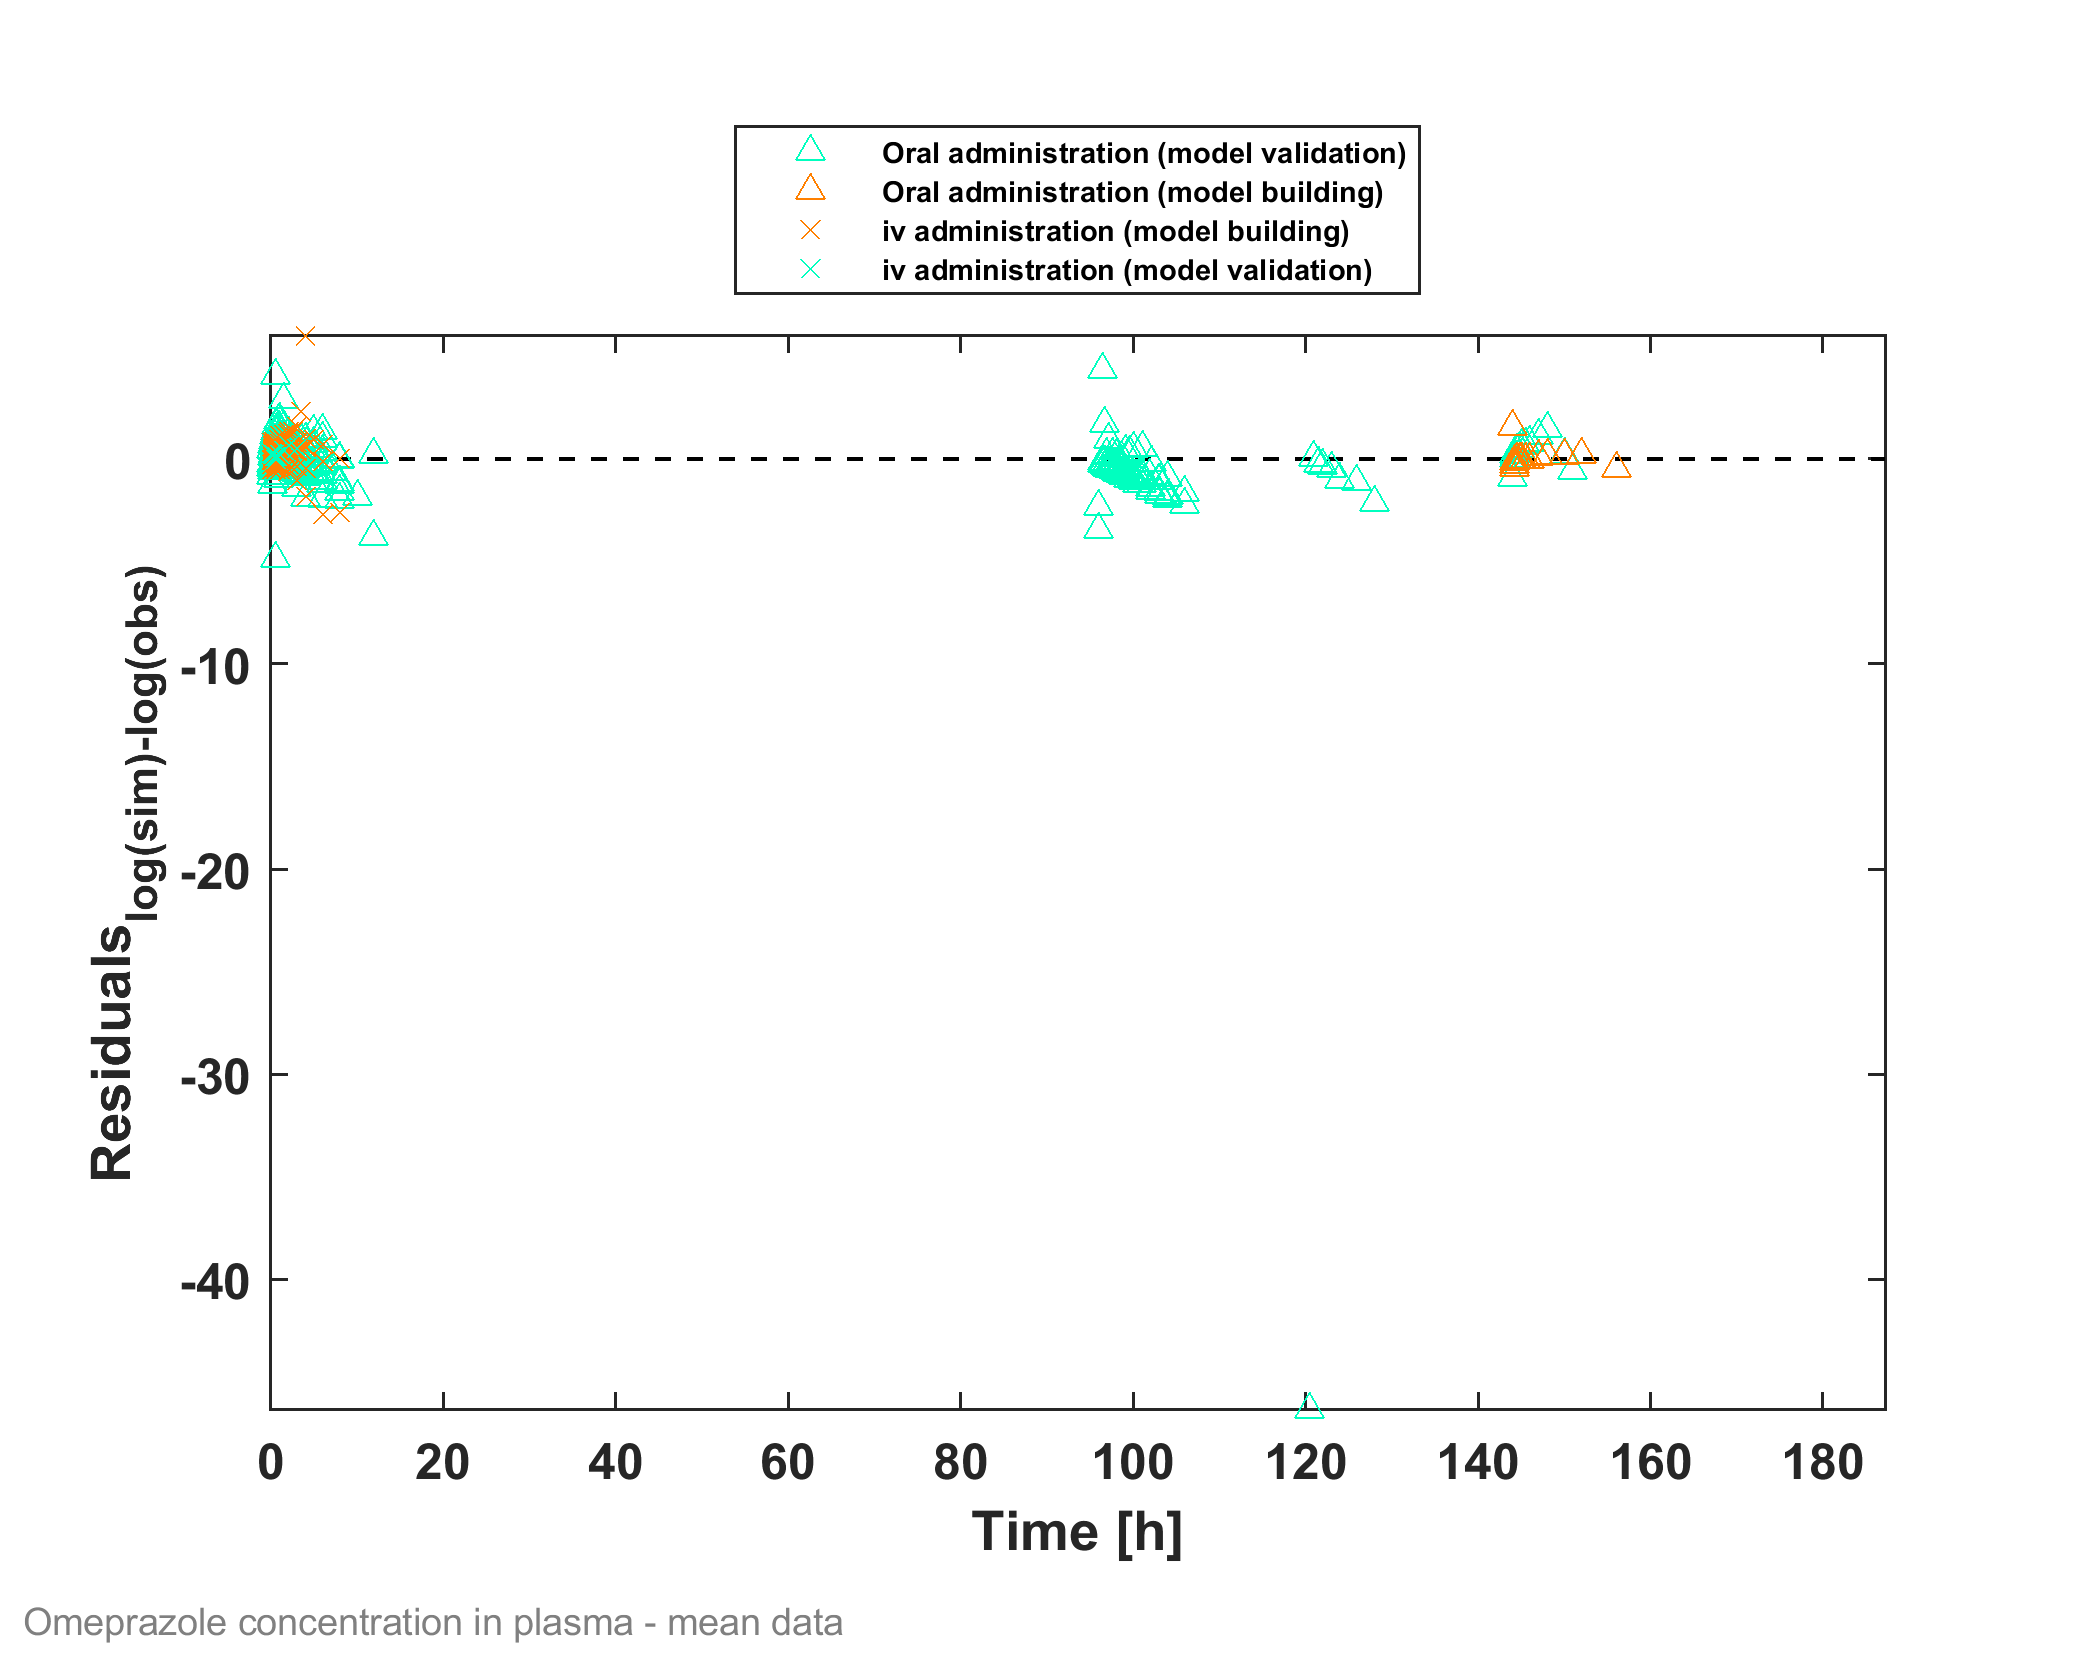 Oral administration (model validation)
Oral administration (model building)
iv administration (model building)
iv administration (model validation)
0
-10
-20
-30
-40
Residuals log(sim)-log(obs)
0 20 40 60 80 100 120 140 160 180
Time [h]
Omeprazole concentration in plasma - mean data